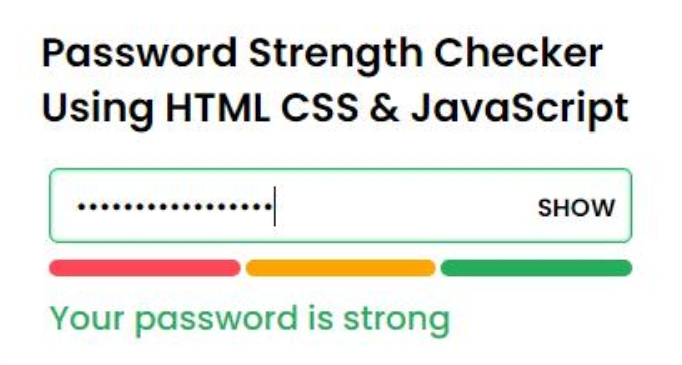 Password Strength Checker
Using HTML CSS & JavaScript
••••••••••••••••• SHOW
Your password is strong